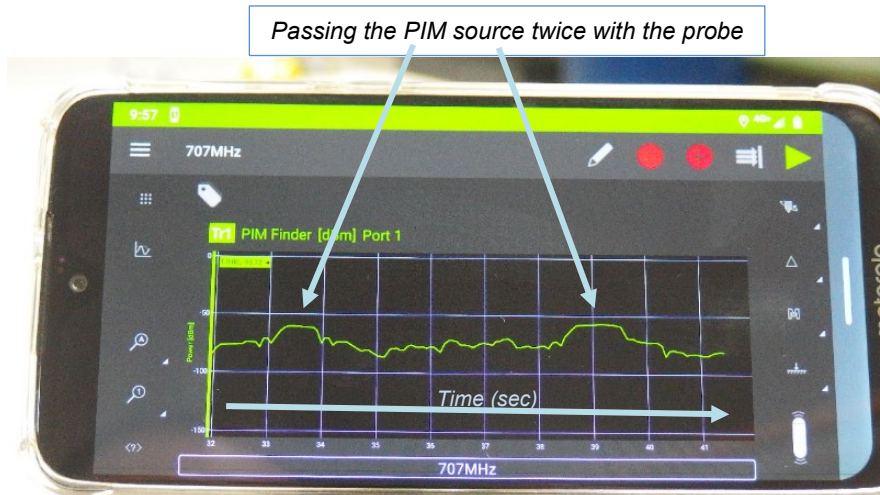 Passing the PIM source twice with the probe
9:57
4G+
707MHz
Tr1 PIM Finder [dBm] Port 1
0
-50
Power [dBm]
-100
-150
Time (sec)
32 33 34 35 36 37 38 39 40 41
707MHz
motorola